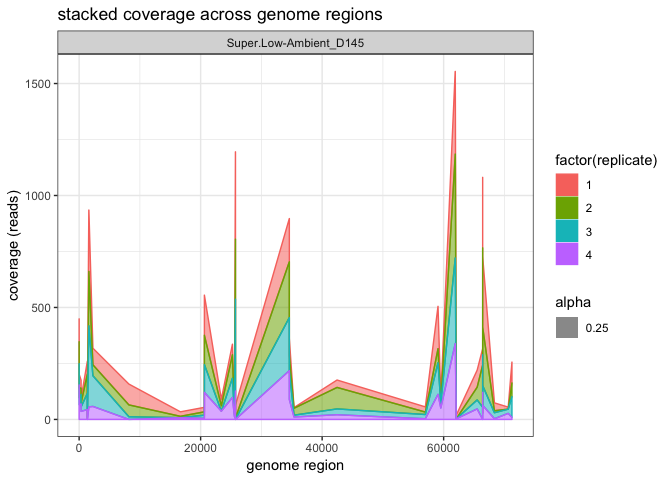 stacked coverage across genome regions
Super.Low-Ambient_D145
1500
1000
500
0
coverage (reads)
0
20000
40000
60000
genome region
factor(replicate)
1
2
3
4
alpha
0.25